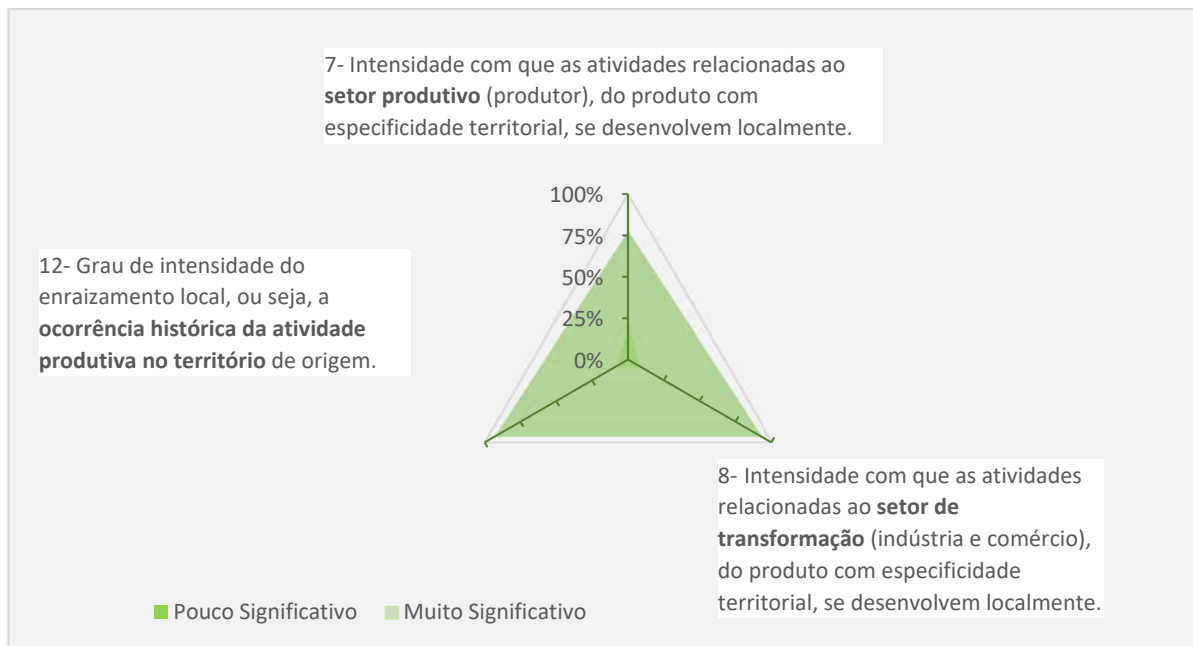 7- Intensidade com que as atividades relacionadas ao
setor produtivo (produtor), do produto com
especificidade territorial, se desenvolvem localmente.
100%
75%
50%
25%
0%
12- Grau de intensidade do
enraizamento local, ou seja, a
ocorrência histórica da atividade
produtiva no território de origem.
8- Intensidade com que as atividades
relacionadas ao setor de
transformação (indústria e comércio),
do produto com especificidade
territorial, se desenvolvem localmente.
Pouco Significativo
Muito Significativo